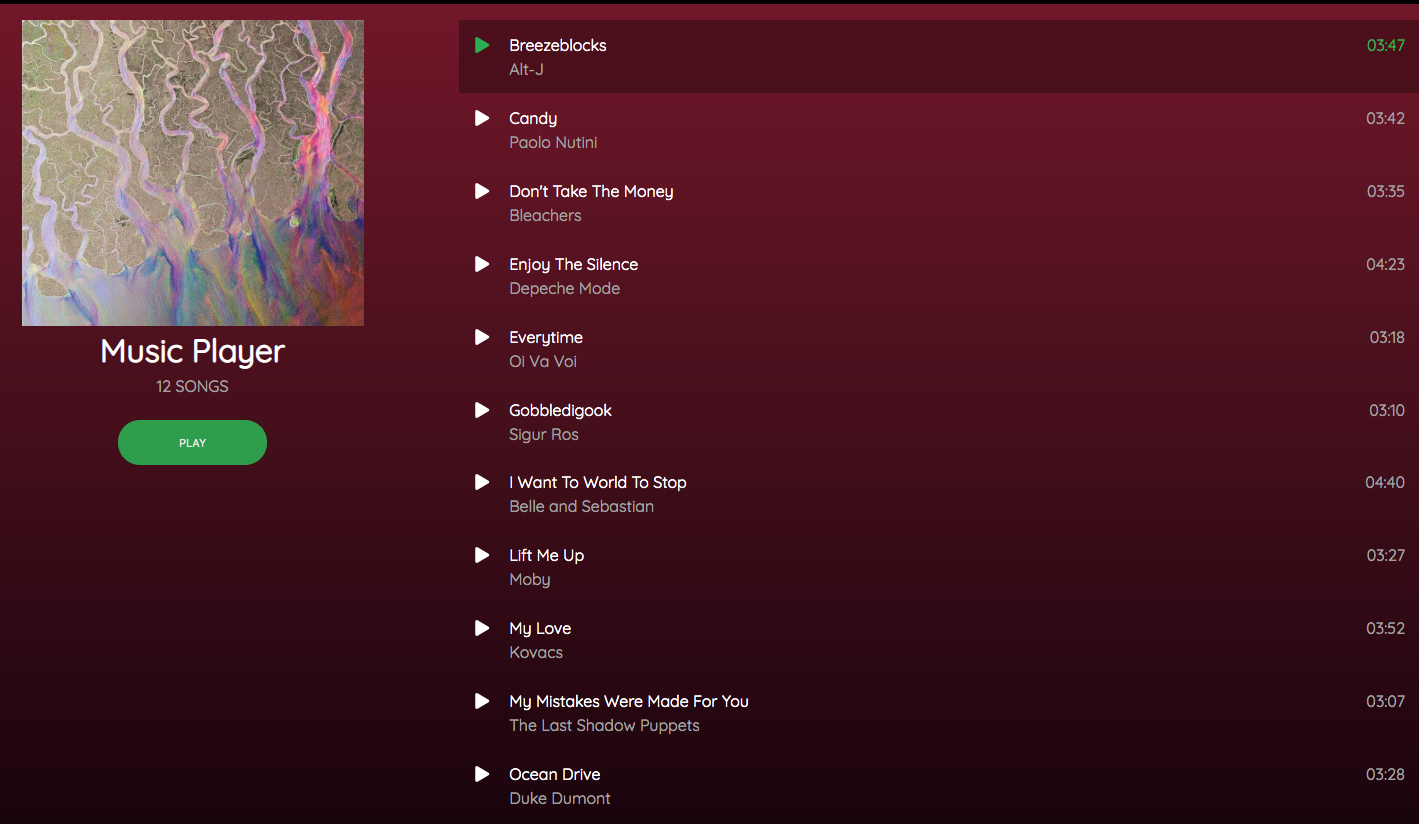 Music Player
12 SONGS
PLAY
Breezeblocks 03:47
Alt-J
Candy 03:42
Paolo Nutini
Don't Take The Money 03:35
Bleachers
Enjoy The Silence 04:23
Depeche Mode
Everytime 03:18
Oi Va Voi
Gobbledigook 03:10
Sigur Ros
I Want To World To Stop 04:40
Belle and Sebastian
Lift Me Up 03:27
Moby
My Love 03:52
Kovacs
My Mistakes Were Made For You 03:07
The Last Shadow Puppets
Ocean Drive 03:28
Duke Dumont